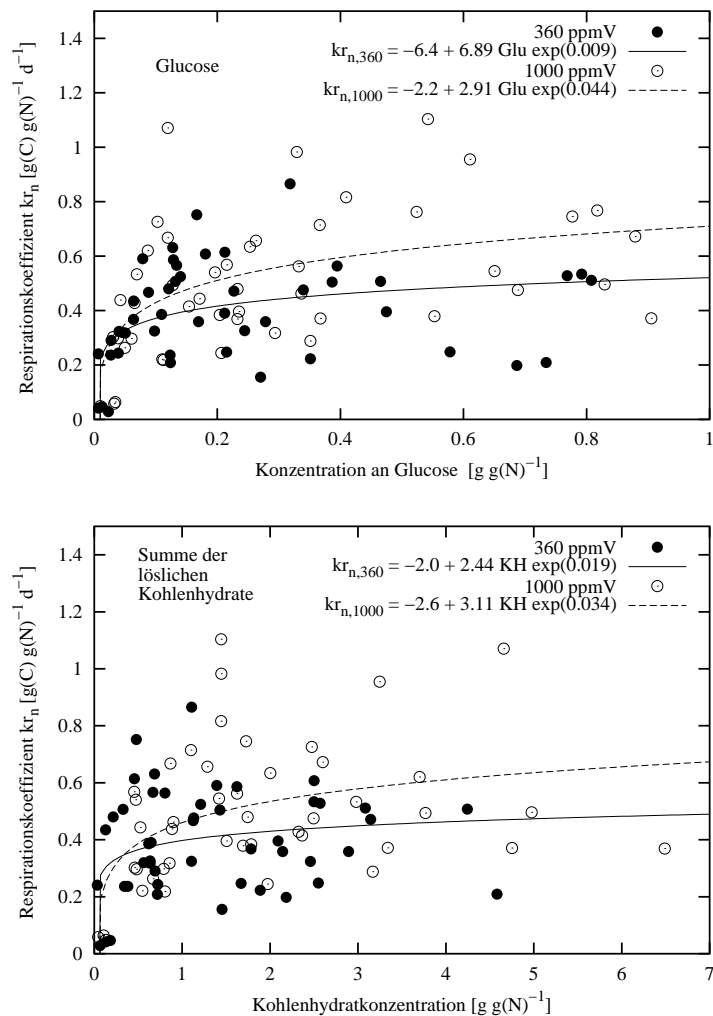 1.4
1.2
1
0.8
0.6
0.4
0.2
0
Respirationskoeffizient kr_n [g(C) g(N)^−1 d^−1]
Glucose
360 ppmV
kr_n,360 = −6.4 + 6.89 Glu exp(0.009)
1000 ppmV
kr_n,1000 = −2.2 + 2.91 Glu exp(0.044)
0 0.2 0.4 0.6 0.8 1
Konzentration an Glucose [g g(N)^−1]
1.4
1.2
1
0.8
0.6
0.4
0.2
0
Respirationskoeffizient kr_n [g(C) g(N)^−1 d^−1]
Summe der
löslichen
Kohlenhydrate
360 ppmV
kr_n,360 = −2.0 + 2.44 KH exp(0.019)
1000 ppmV
kr_n,1000 = −2.6 + 3.11 KH exp(0.034)
0 1 2 3 4 5 6 7
Kohlenhydratkonzentration [g g(N)^−1]